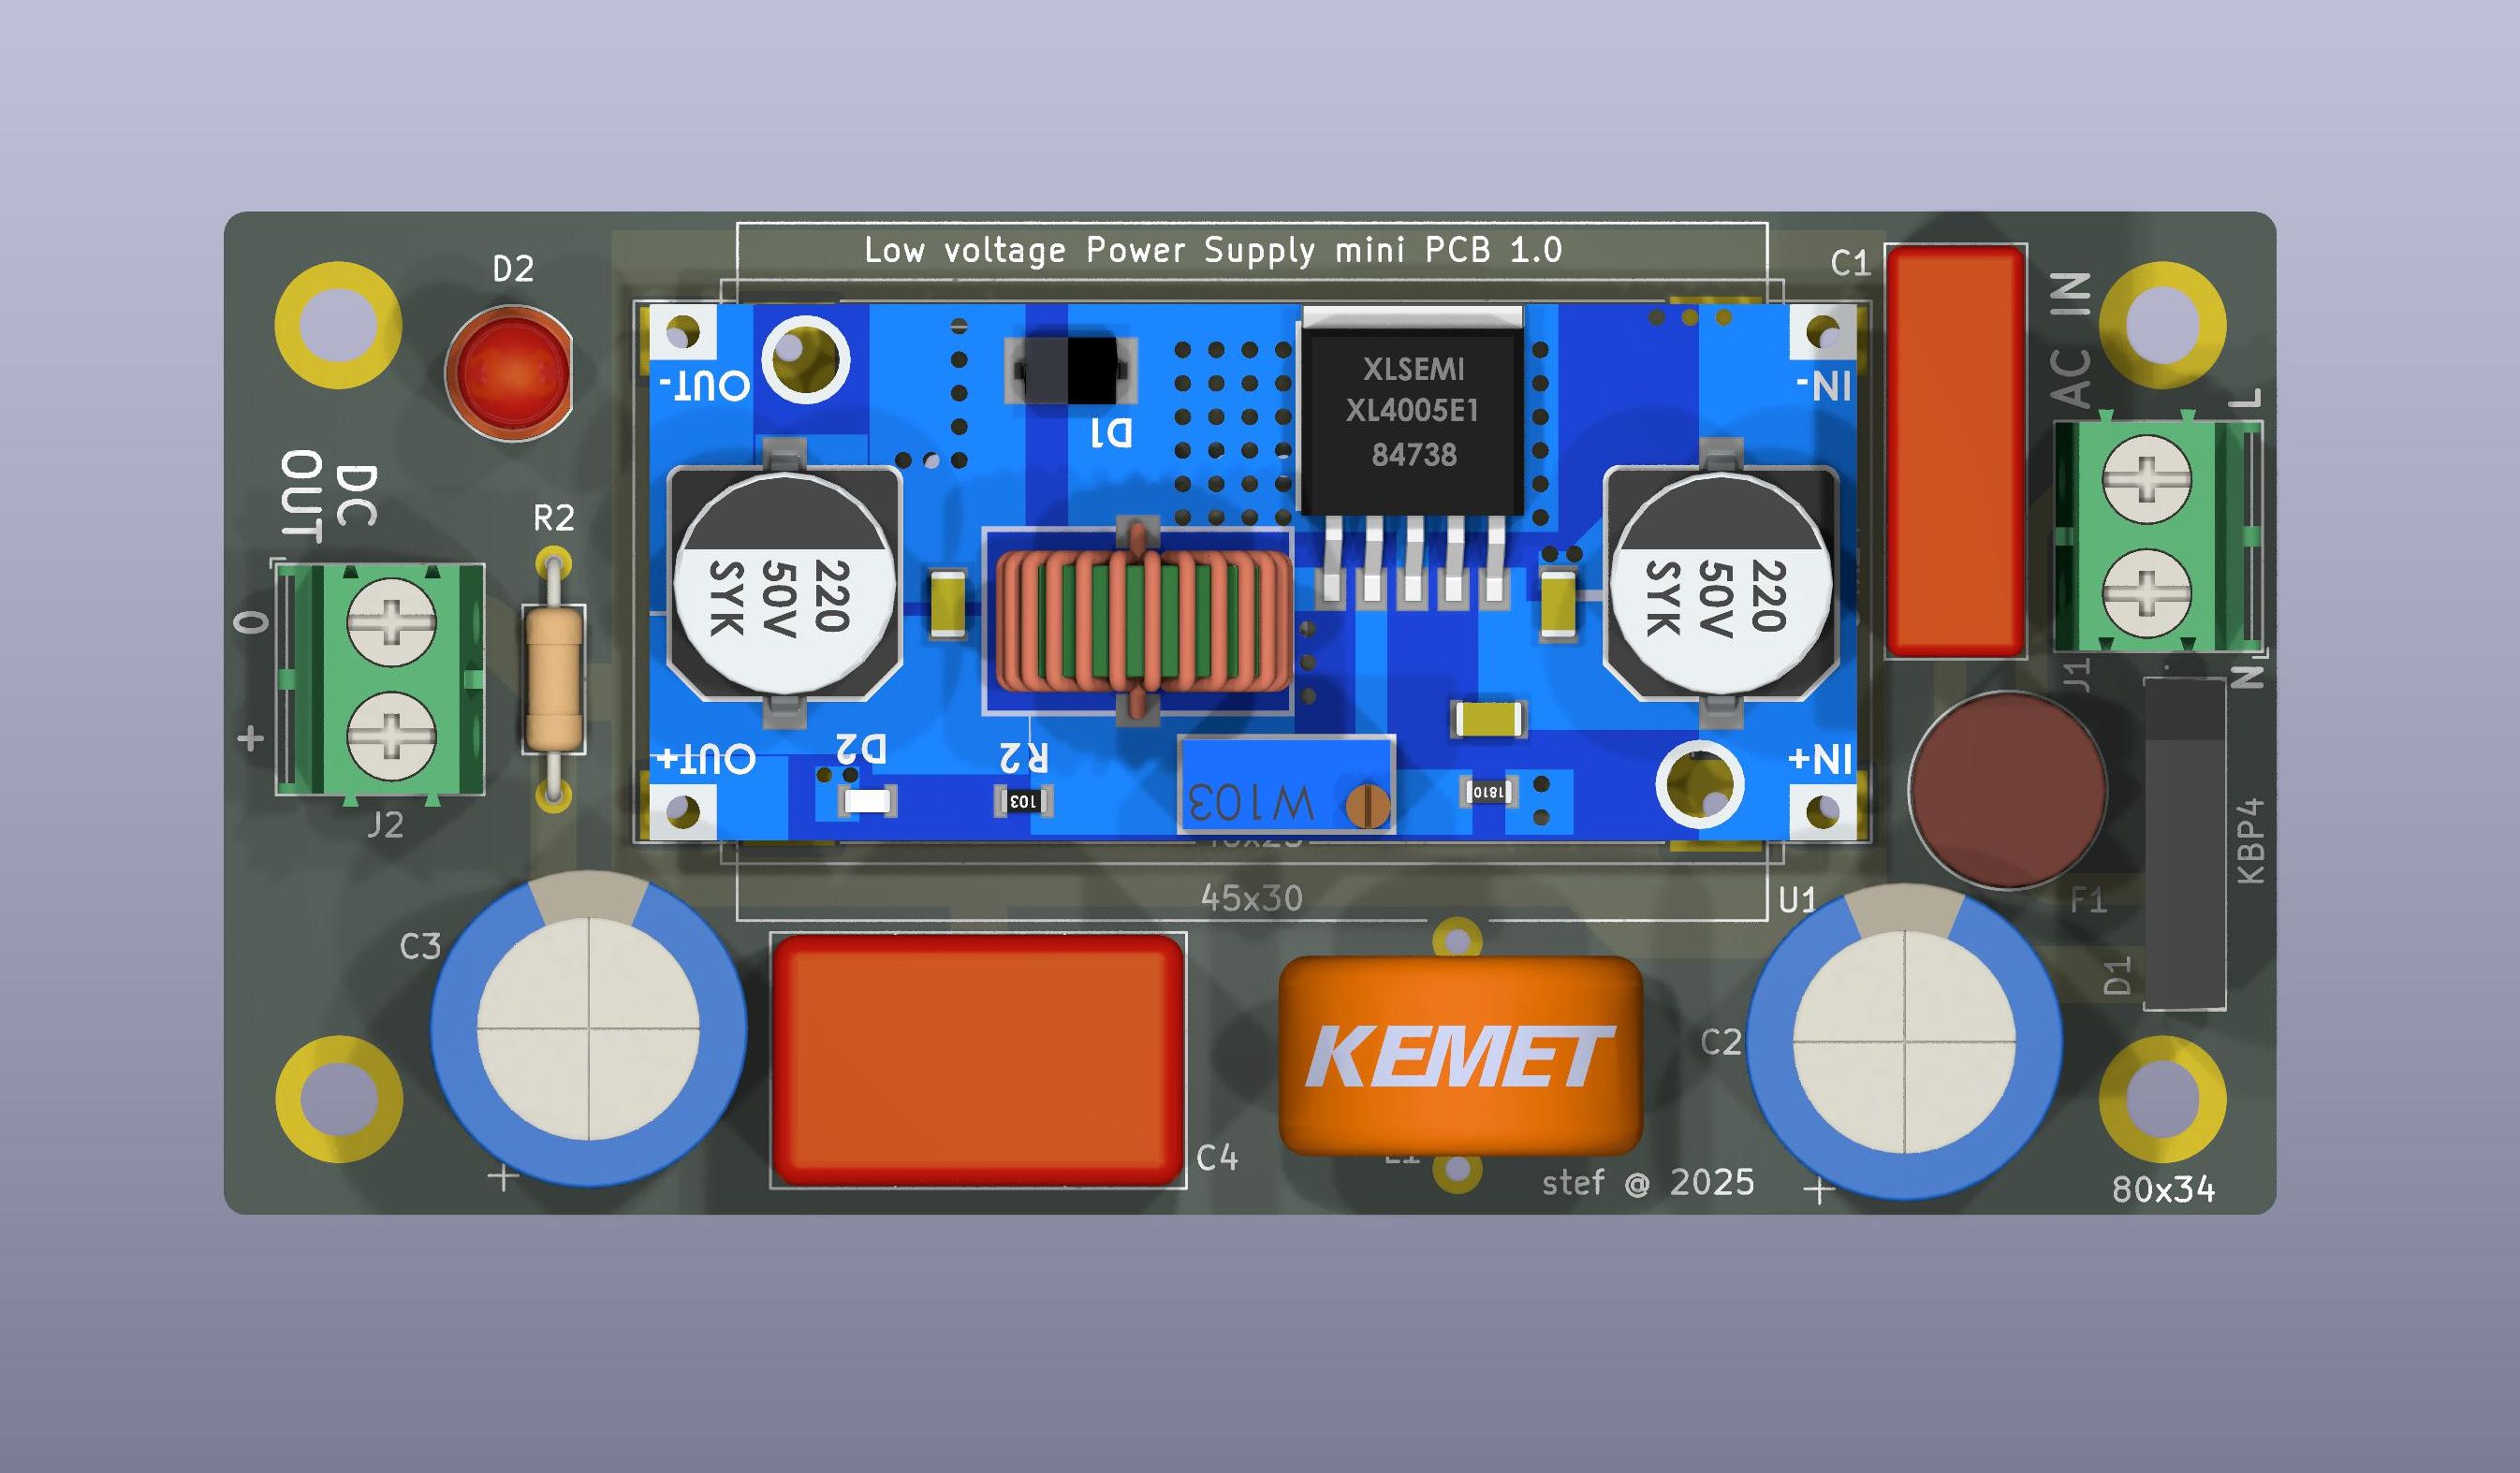 Low voltage Power Supply mini PCB 1.0
D2
C1
AC IN
L
XLSEMI
XL4005E1
84738
OUT-
IN-
D1
DC
OUT
R2
220
50V
SYK
220
50V
SYK
0
+
J2
J1
N
OUT+
D2
R2
IN+
103
W103
1810
45x30
U1
F1
KBP4
D1
C3
C2
KEMET
C4
+
stef @ 2025
+
80x34